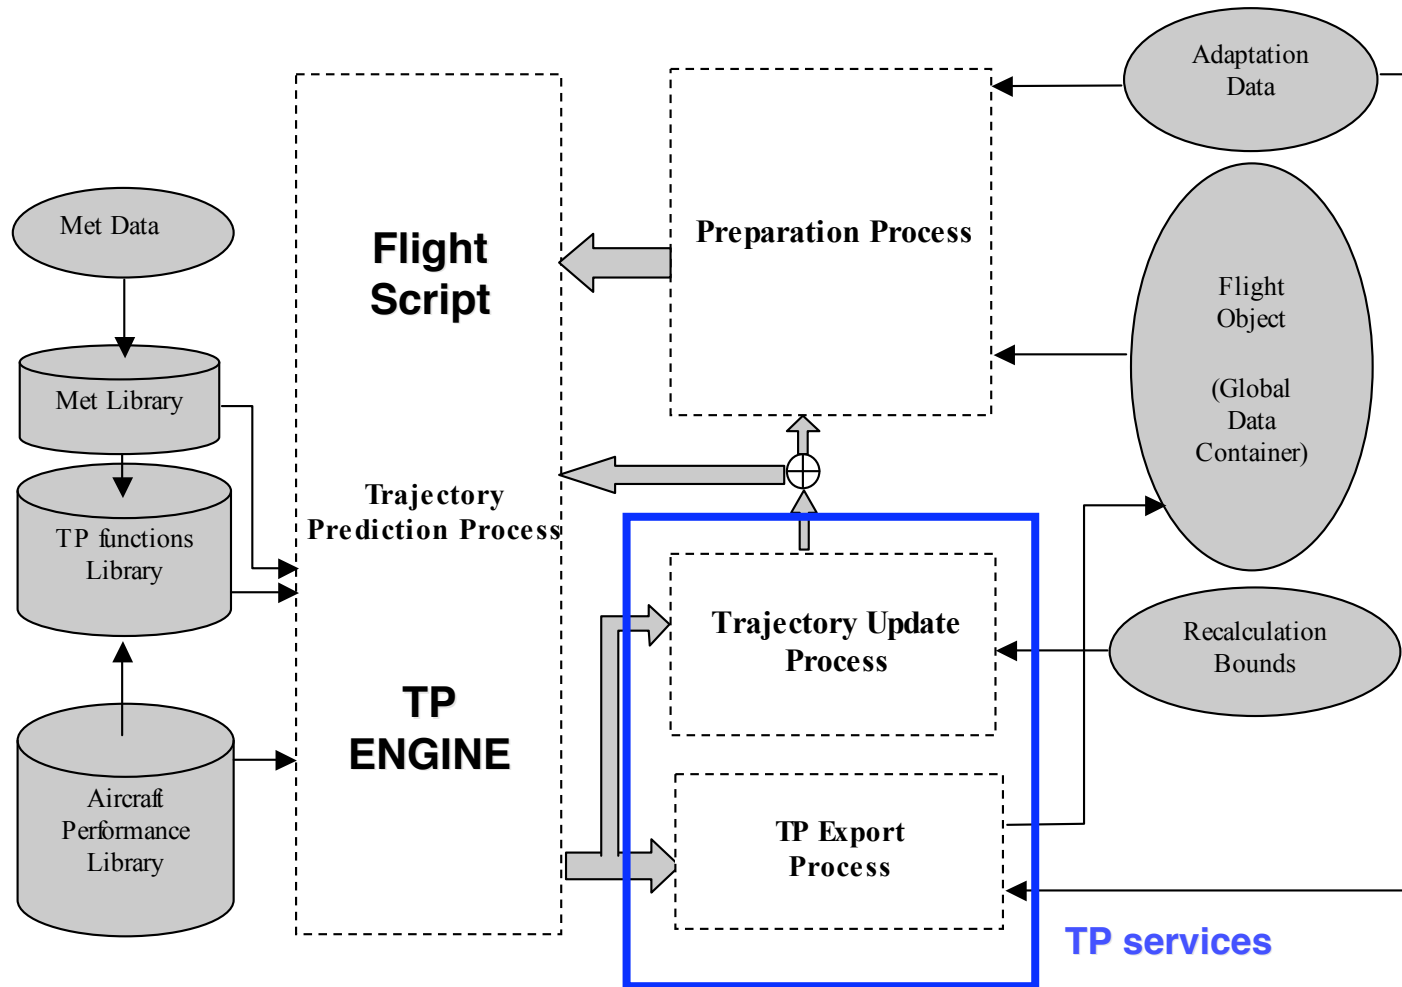 Adaptation
Data
Met Data
Flight
Script
Preparation Process
Flight
Object
(Global
Data
Container)
Met Library
TP functions
Library
Trajectory
Prediction Process
Trajectory Update
Process
Recalculation
Bounds
TP
ENGINE
Aircraft
Performance
Library
TP Export
Process
TP services